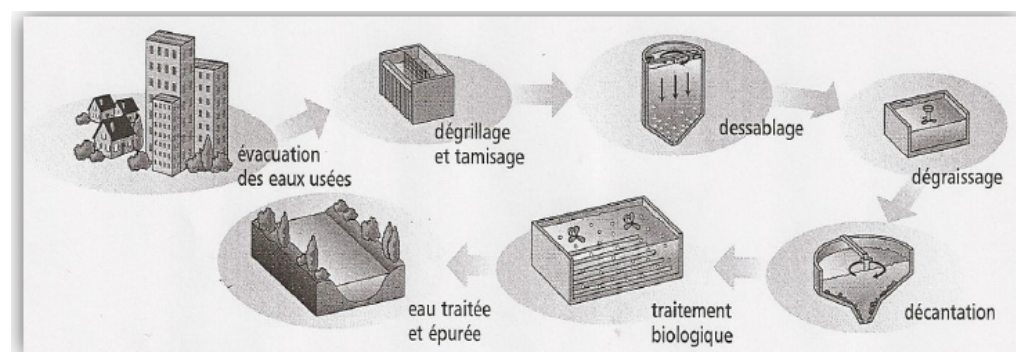 évacuation
des eaux usées
dégrillage
et tamisage
dessablage
dégraissage
décantation
traitement
biologique
eau traitée
et épurée